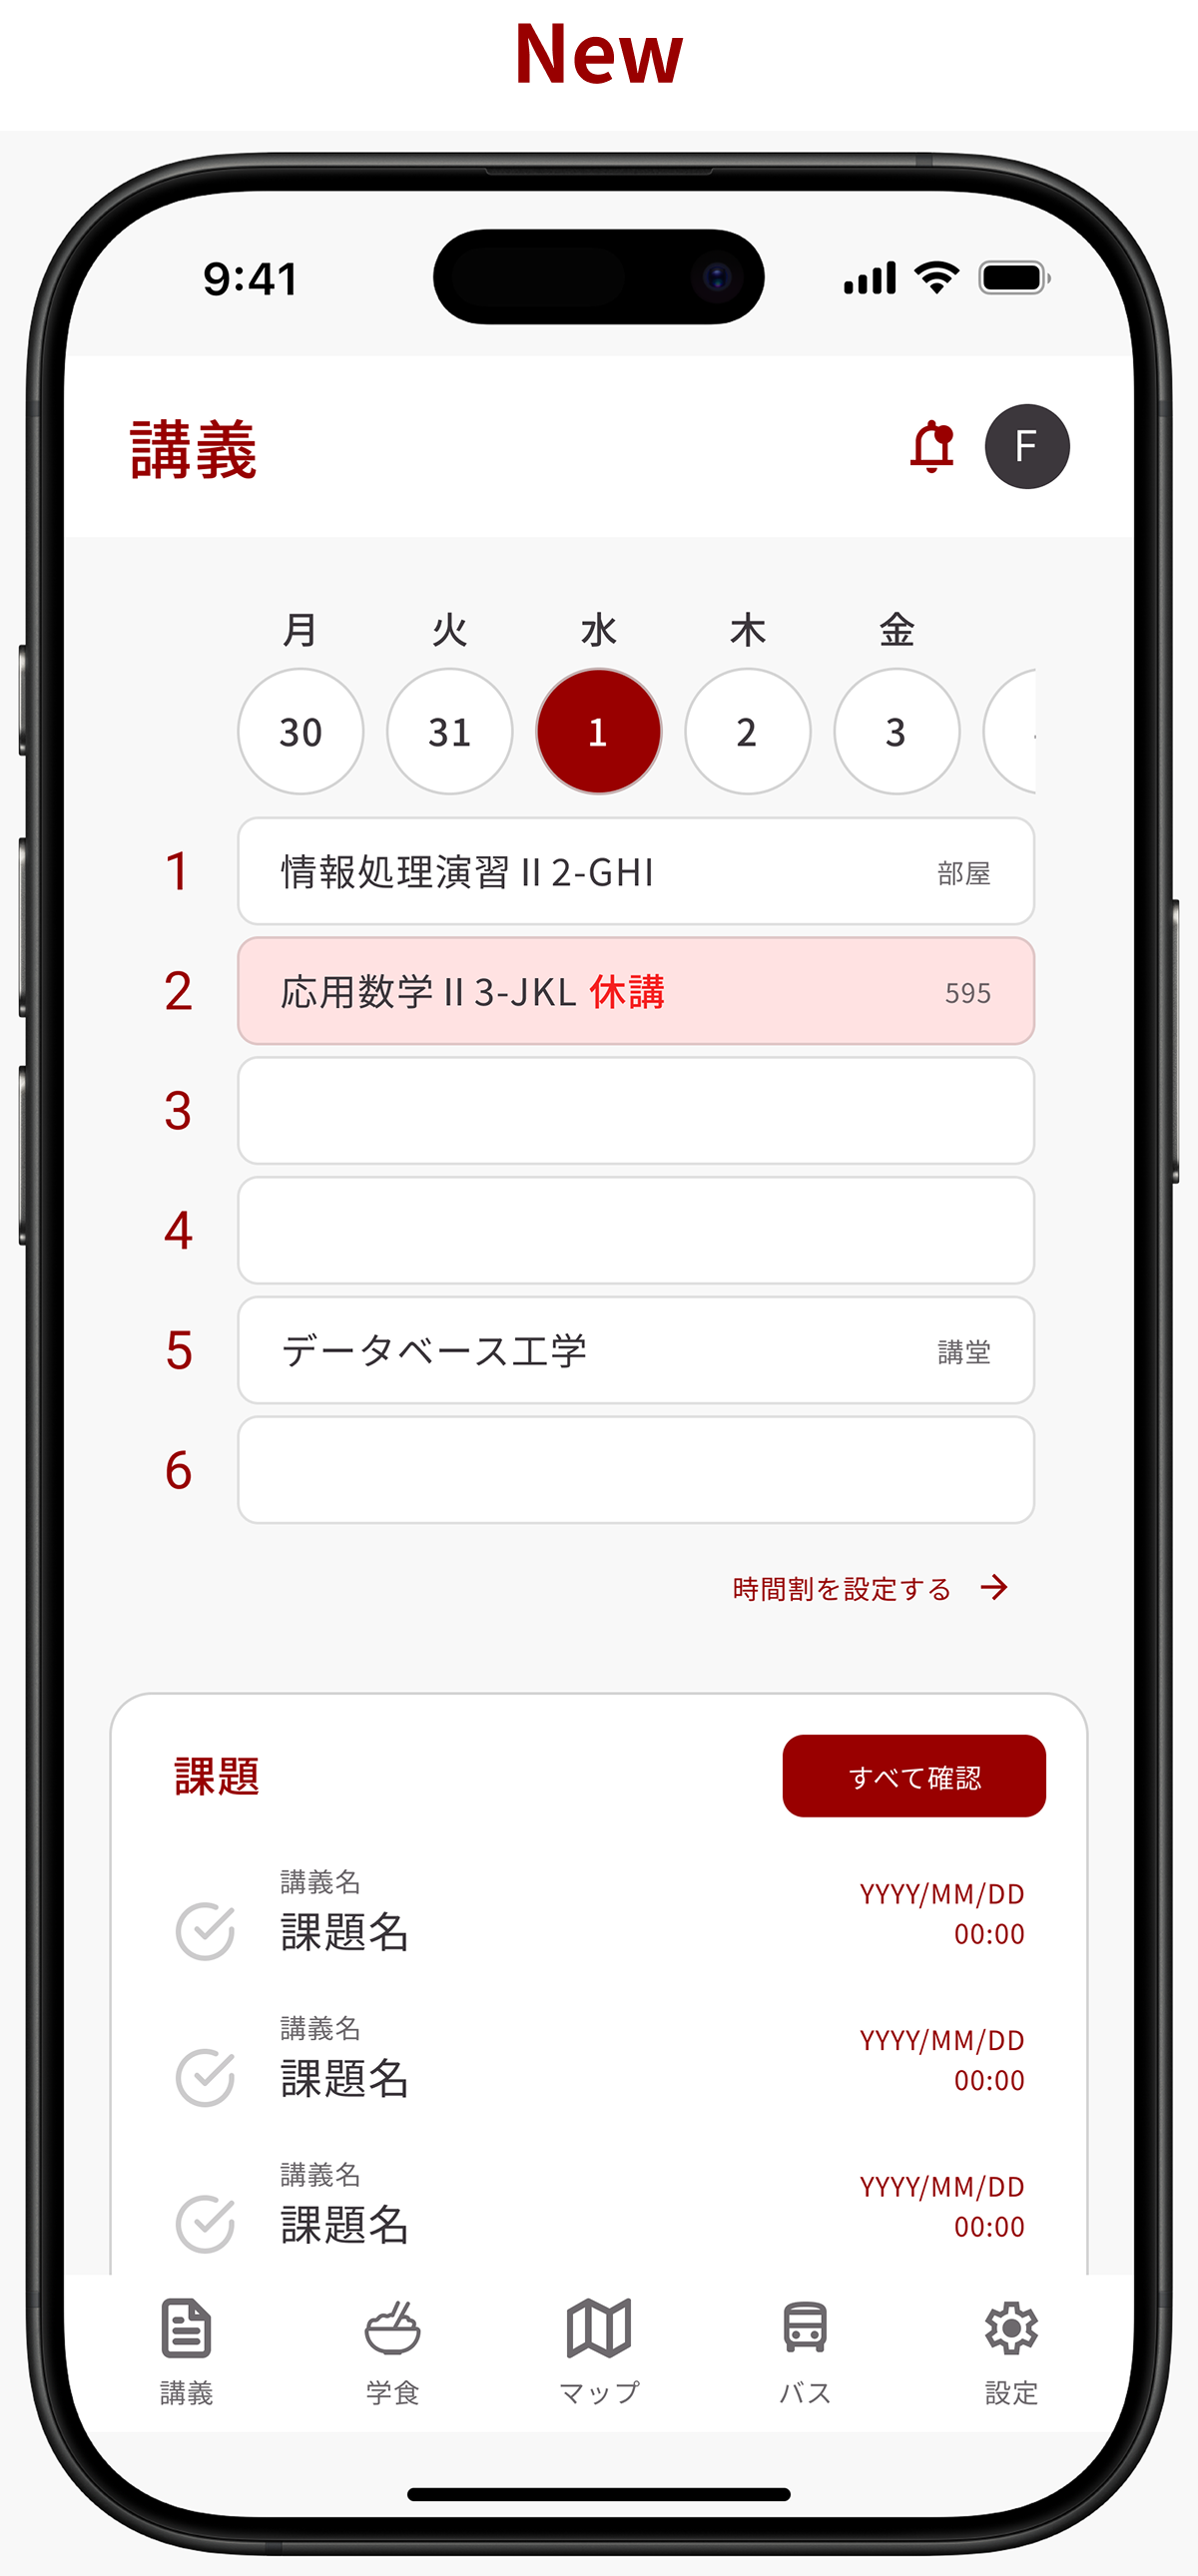 New
9:41
講義 F
月 火 水 木 金
30 31 1 2 3
1 情報処理演習 II 2-GHI 部屋
2 応用数学 II 3-JKL 休講 595
3
4
5 データベース工学 講堂
6
時間割を設定する →
課題 すべて確認
講義名
課題名
YYYY/MM/DD
00:00
講義名
課題名
YYYY/MM/DD
00:00
講義名
課題名
YYYY/MM/DD
00:00
講義 学食 マップ バス 設定